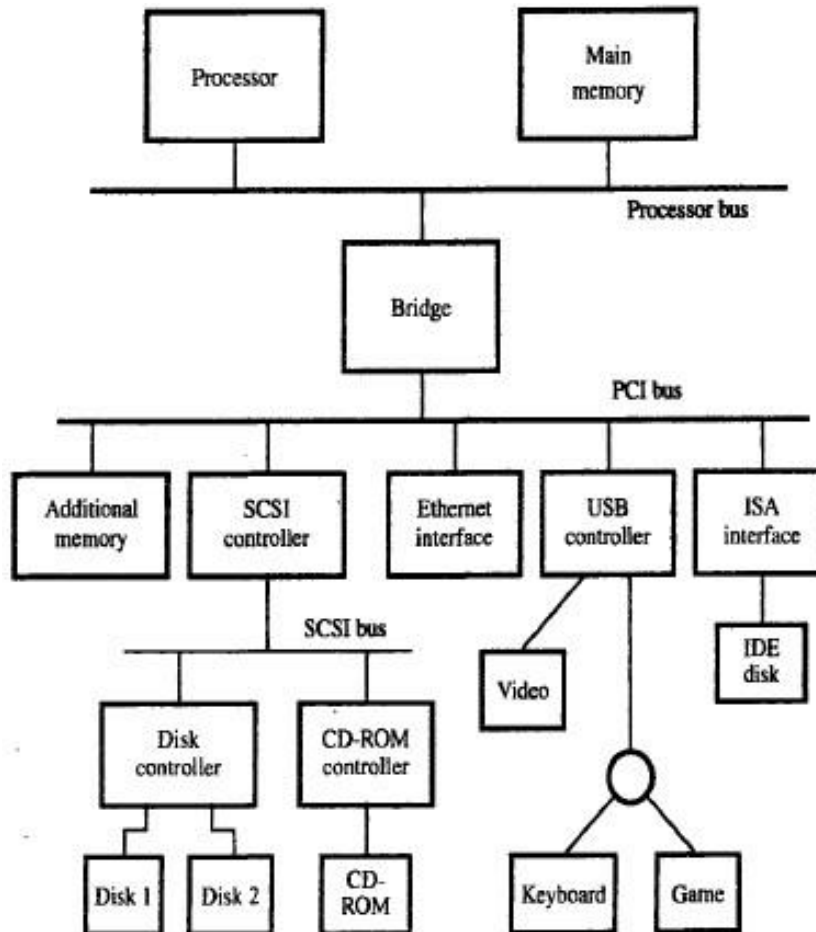 Processor
Main
memory
Processor bus
Bridge
PCI bus
Additional
memory
SCSI
controller
Ethernet
interface
USB
controller
ISA
interface
SCSI bus
Video
IDE
disk
Disk
controller
CD-ROM
controller
Disk 1
Disk 2
CD-
ROM
Keyboard
Game